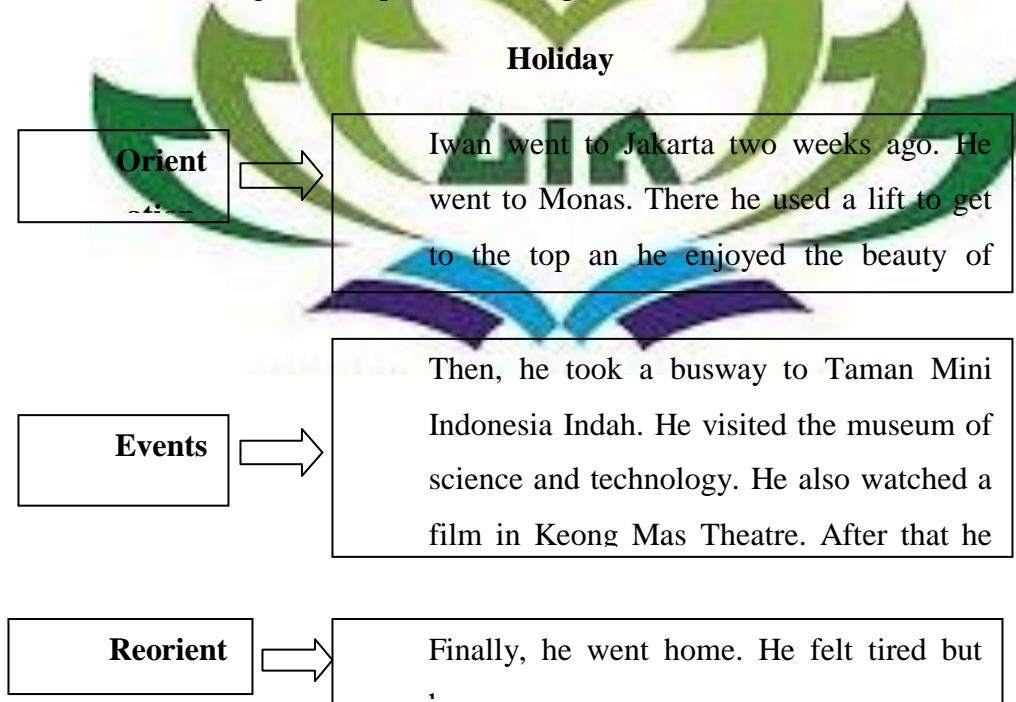 Holiday
Orient
Iwan went to Jakarta two weeks ago. He
went to Monas. There he used a lift to get
to the top an he enjoyed the beauty of
Events
Then, he took a busway to Taman Mini
Indonesia Indah. He visited the museum of
science and technology. He also watched a
film in Keong Mas Theatre. After that he
Reorient
Finally, he went home. He felt tired but